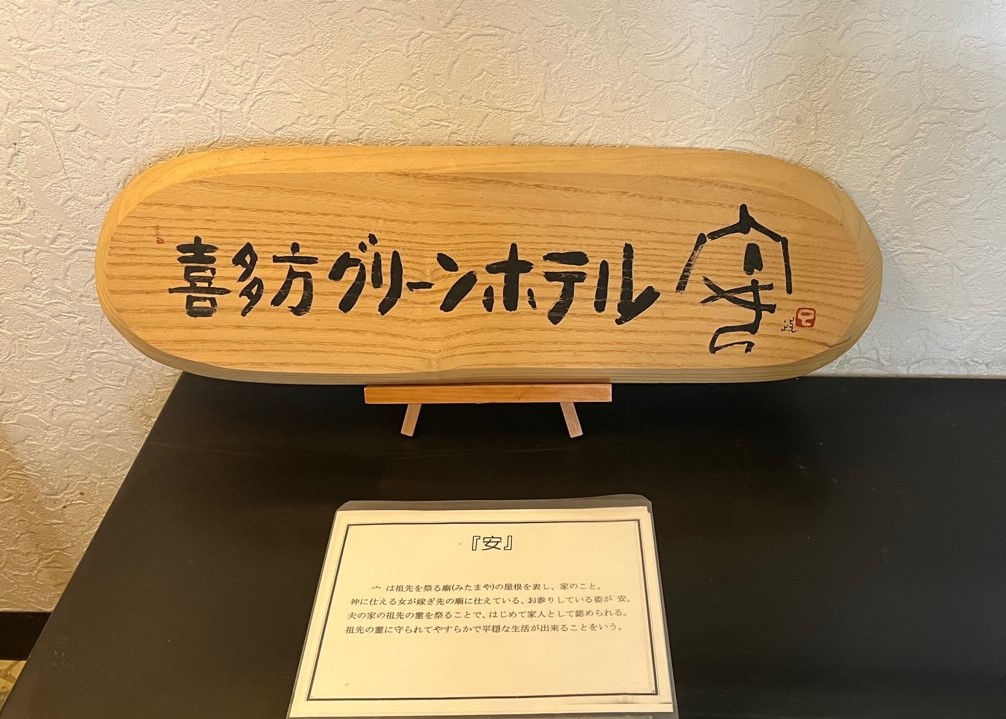 喜多方グリーンホテル 安
『安』
宀 は祖先を祭る廟(みたまや)の屋根を表し、家のこと。
神に仕える女が嫁ぎ先の廟に仕えている、お参りしている姿が 安。
夫の家の祖先の霊を祭ることで、はじめて家人として認められる。
祖先の霊に守られてやすらかで平穏な生活が出来ることをいう。